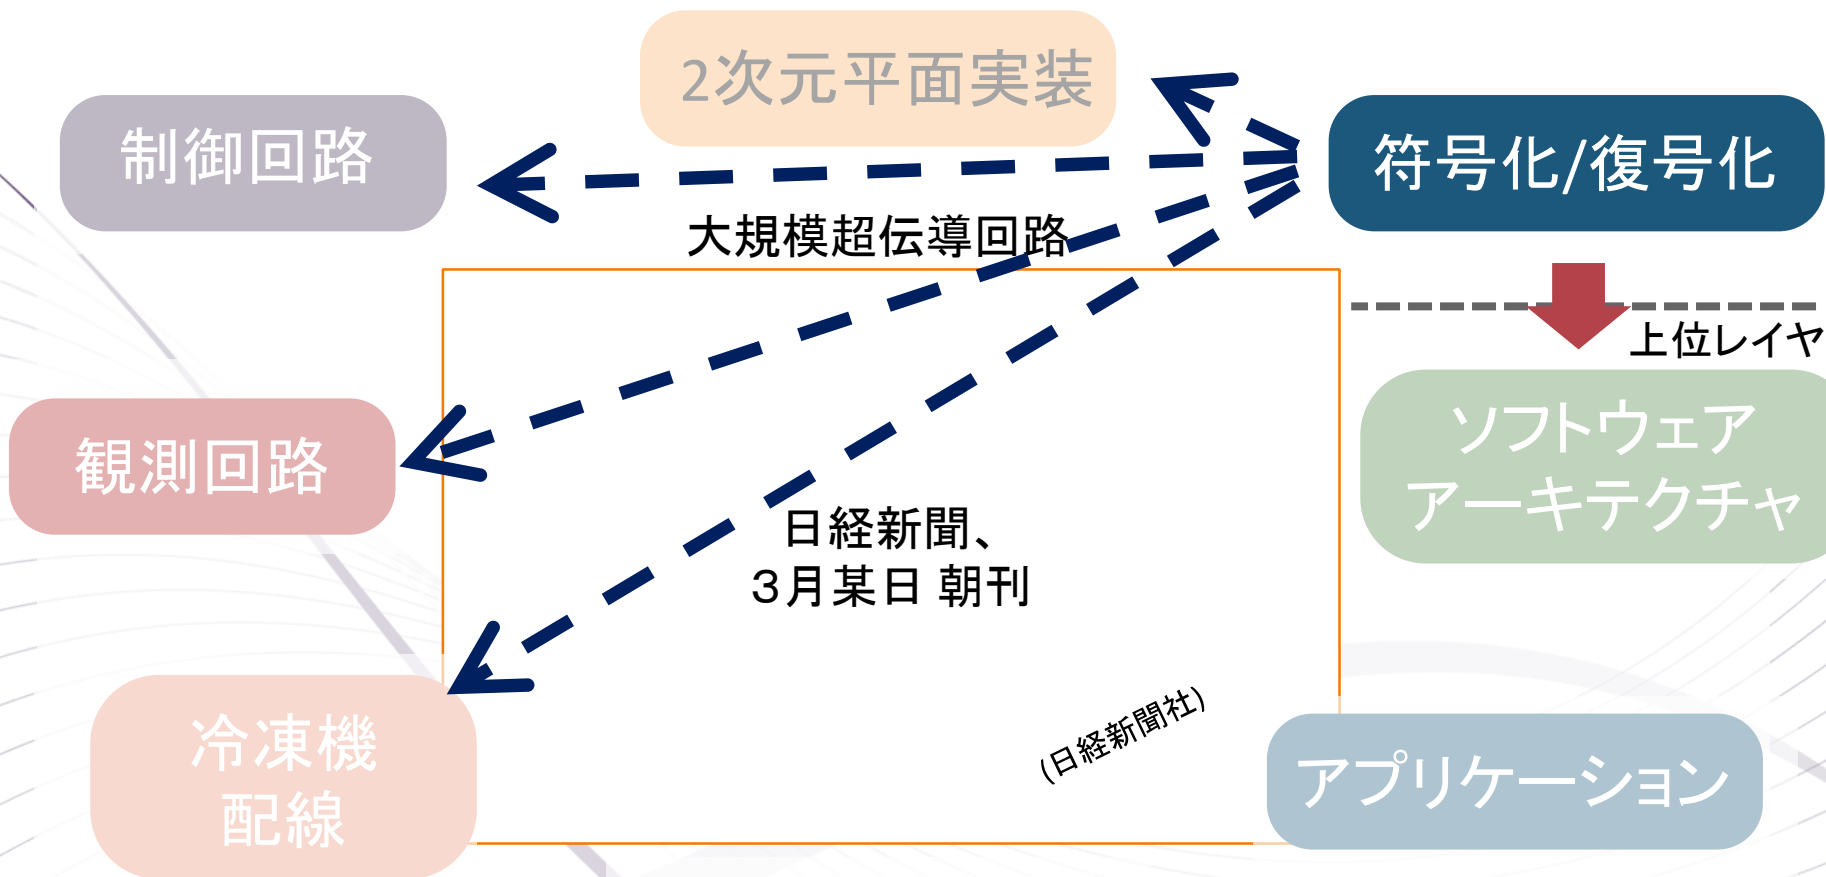 2次元平面実装
制御回路
符号化/復号化
大規模超伝導回路
上位レイヤ
観測回路
ソフトウェア
アーキテクチャ
日経新聞、
３月某日 朝刊
冷凍機
配線
(日経新聞社)
アプリケーション